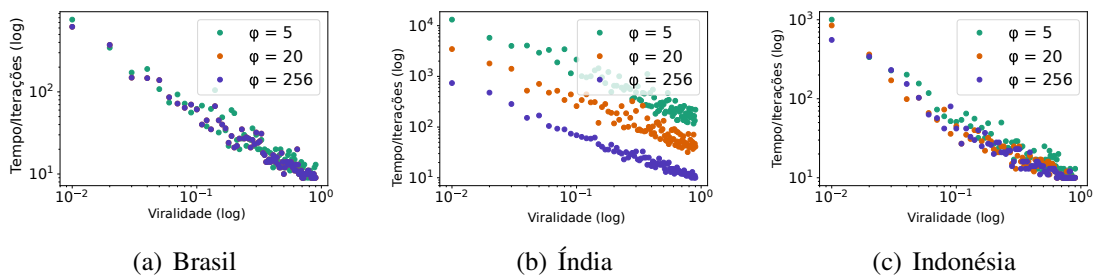 Tempo/Iterações (log)
10²
10¹
10⁻²
10⁻¹
10⁰
Viralidade (log)
φ = 5
φ = 20
φ = 256
(a) Brasil
Tempo/Iterações (log)
10⁴
10³
10²
10¹
10⁻²
10⁻¹
10⁰
Viralidade (log)
φ = 5
φ = 20
φ = 256
(b) Índia
Tempo/Iterações (log)
10³
10²
10¹
10⁻²
10⁻¹
10⁰
Viralidade (log)
φ = 5
φ = 20
φ = 256
(c) Indonésia